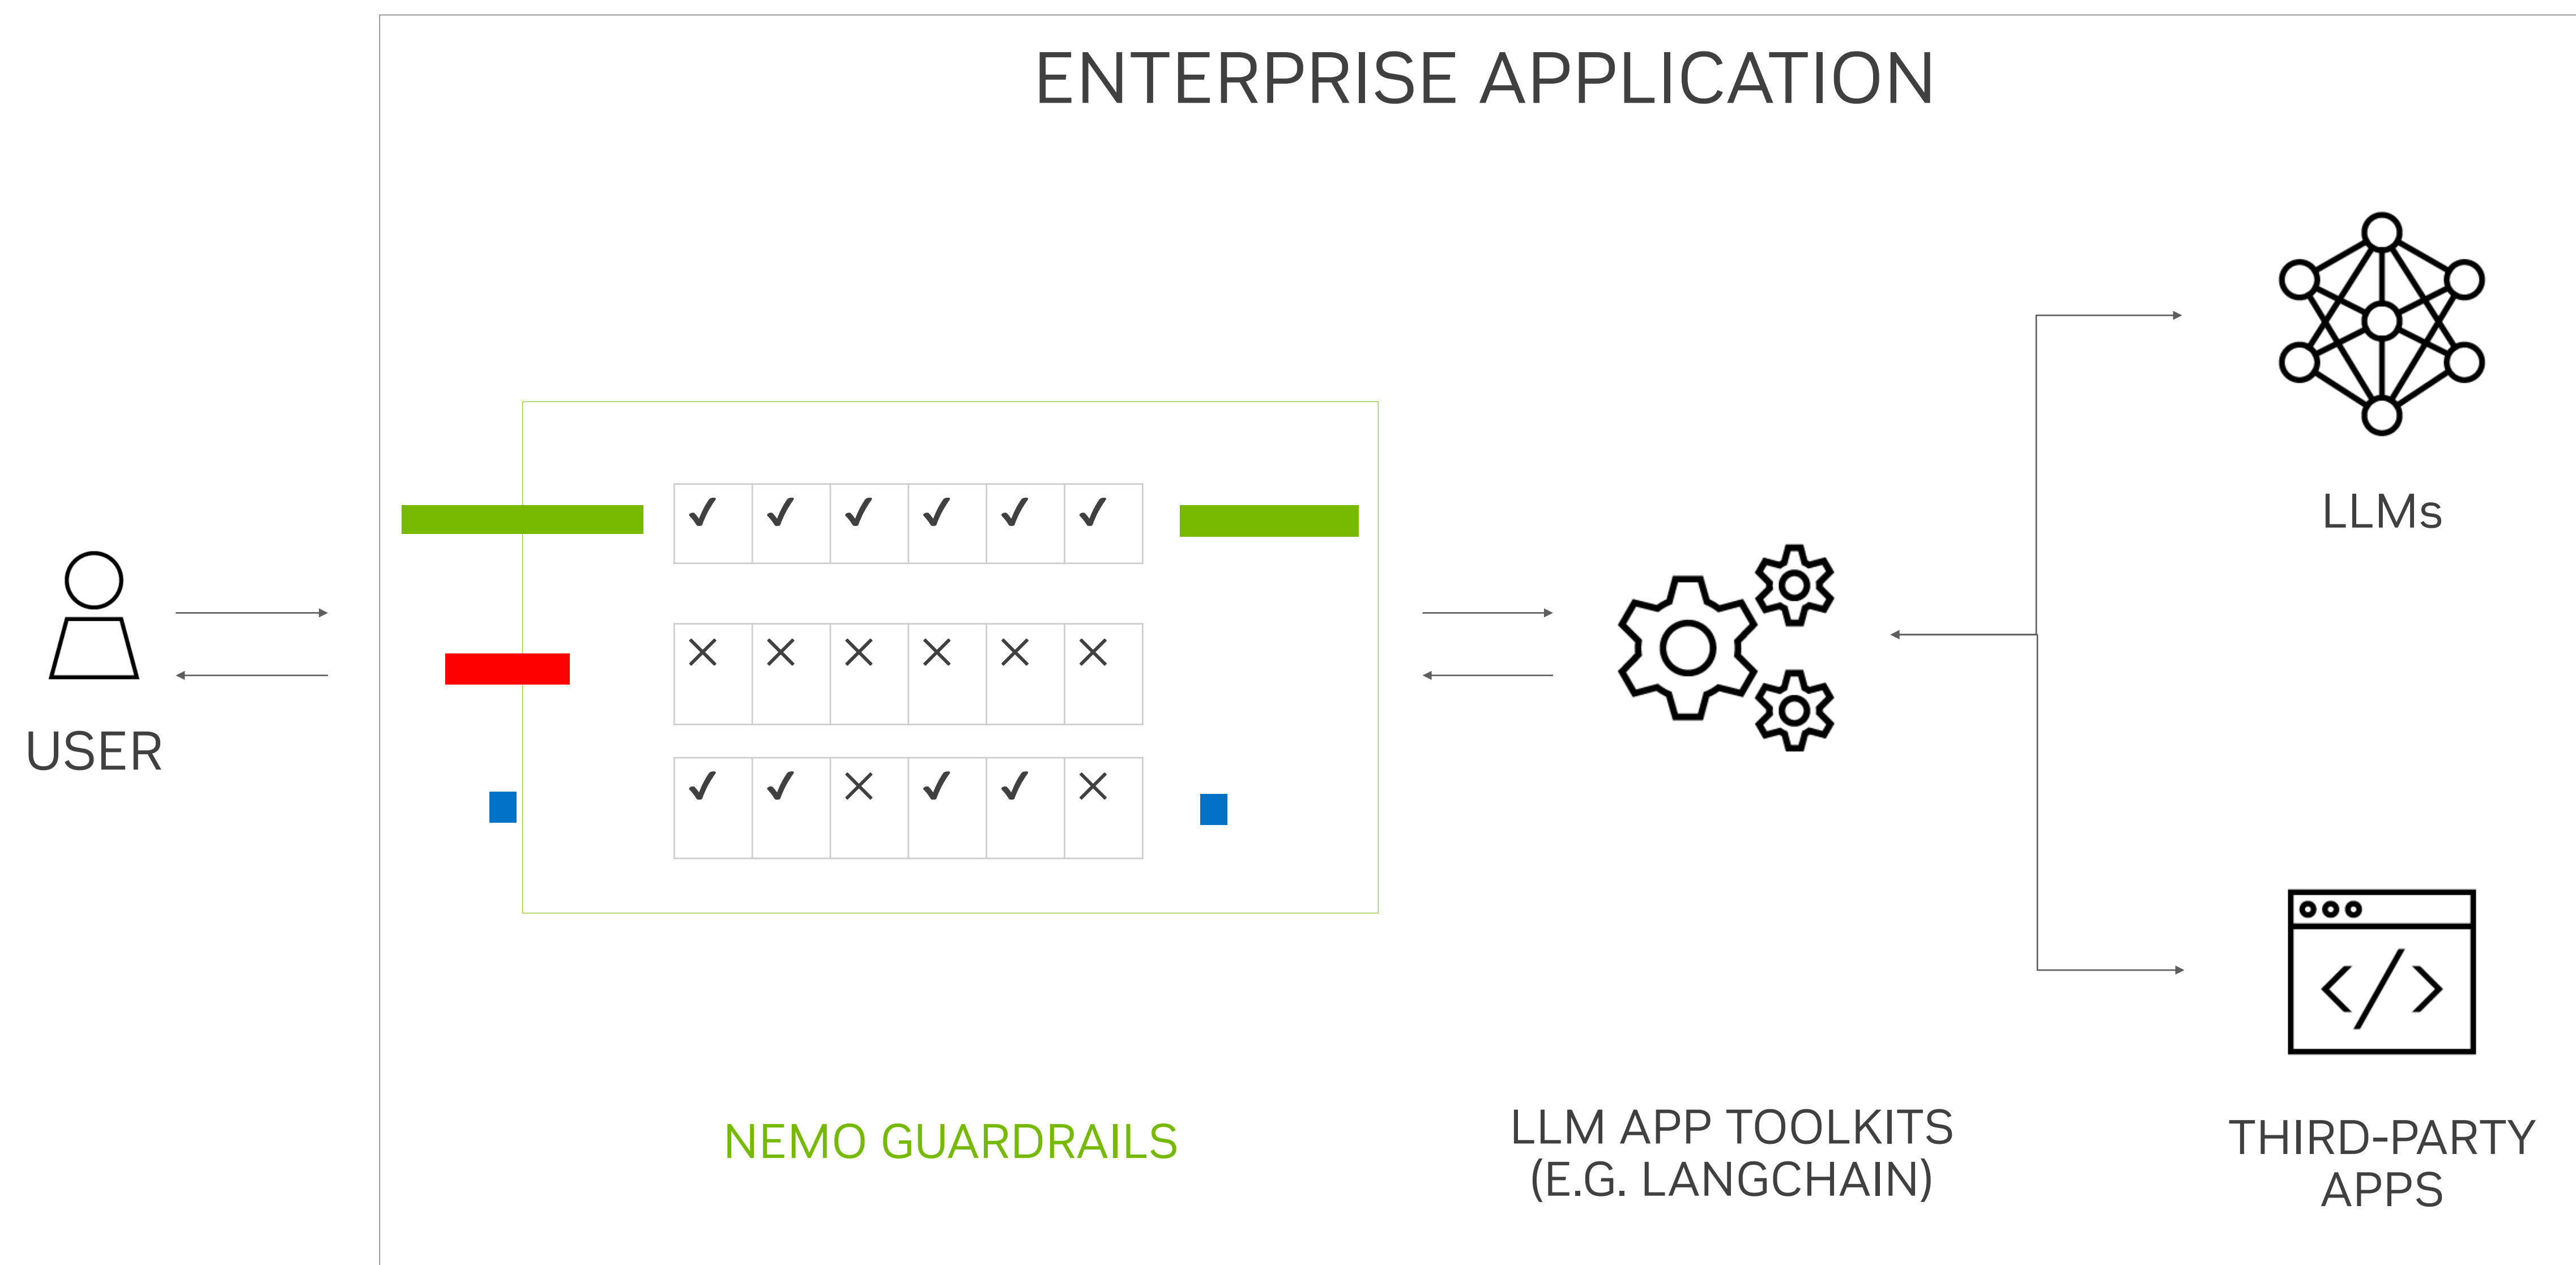 ENTERPRISE APPLICATION
LLMs
USER
</>
NEMO GUARDRAILS
LLM APP TOOLKITS
(E.G. LANGCHAIN)
THIRD-PARTY
APPS